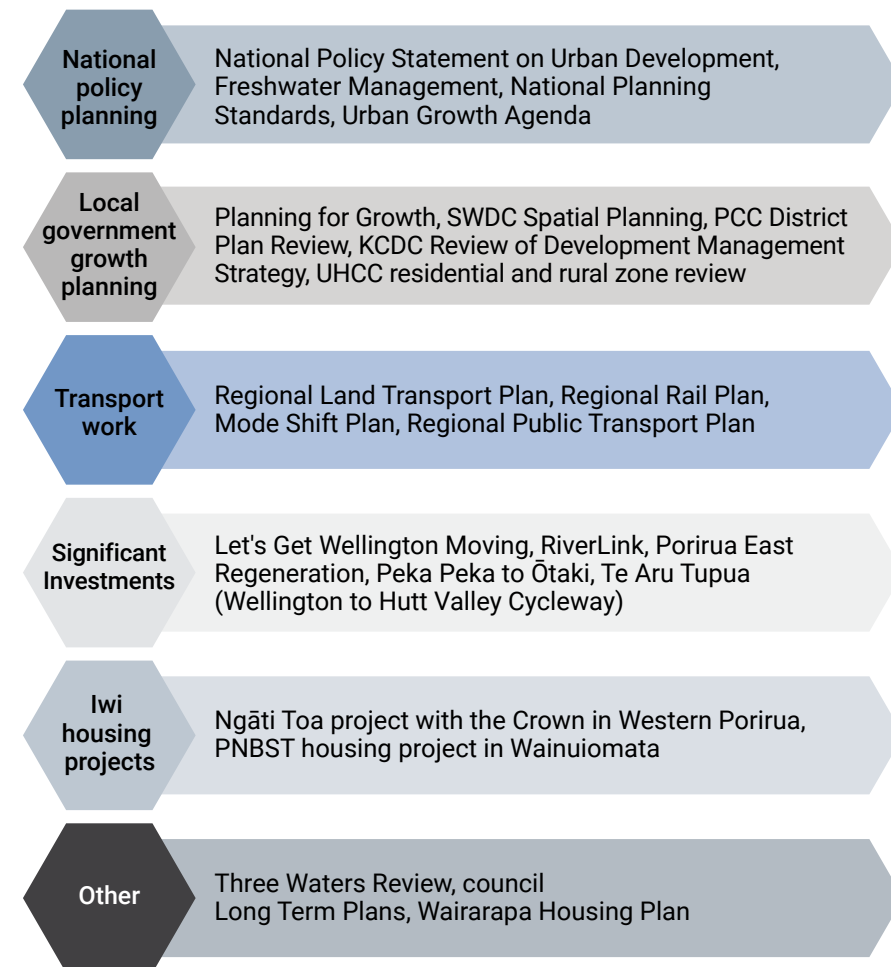 National
policy
planning
National Policy Statement on Urban Development,
Freshwater Management, National Planning
Standards, Urban Growth Agenda
Local
government
growth
planning
Planning for Growth, SWDC Spatial Planning, PCC District
Plan Review, KCDC Review of Development Management
Strategy, UHCC residential and rural zone review
Transport
work
Regional Land Transport Plan, Regional Rail Plan,
Mode Shift Plan, Regional Public Transport Plan
Significant
Investments
Let's Get Wellington Moving, RiverLink, Porirua East
Regeneration, Peka Peka to Ōtaki, Te Aru Tupua
(Wellington to Hutt Valley Cycleway)
Iwi
housing
projects
Ngāti Toa project with the Crown in Western Porirua,
PNBST housing project in Wainuiomata
Other
Three Waters Review, council
Long Term Plans, Wairarapa Housing Plan